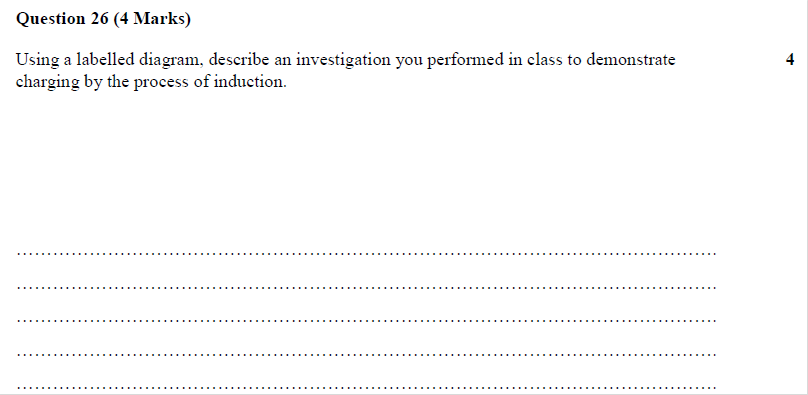 Question 26 (4 Marks)
Using a labelled diagram, describe an investigation you performed in class to demonstrate 4
charging by the process of induction.